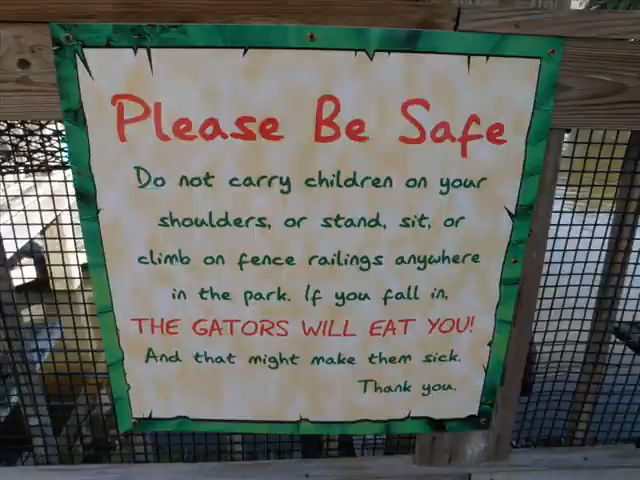 Please Be Safe
Do not carry children on your
shoulders, or stand, sit, or
climb on fence railings anywhere
in the park. If you fall in,
THE GATORS WILL EAT YOU!
And that might make them sick.
Thank you.